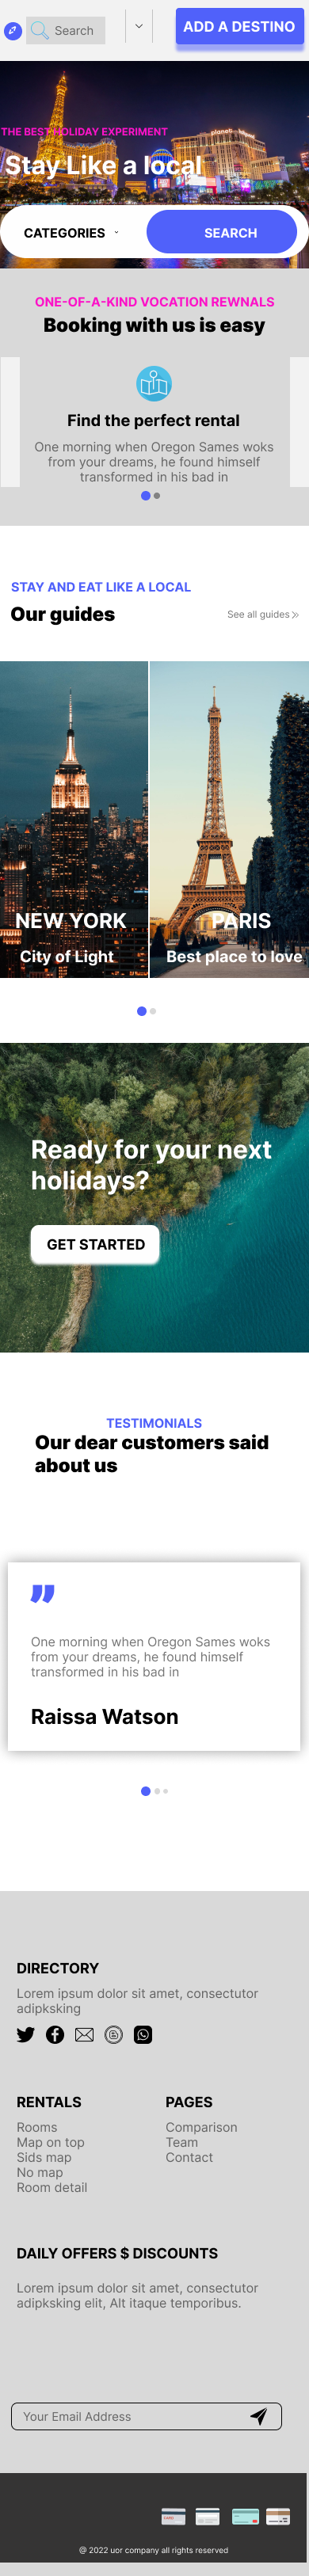 Search
ADD A DESTINO
THE BEST HOLIDAY EXPERIMENT
Stay Like a local
CATEGORIES
SEARCH
ONE-OF-A-KIND VOCATION REWNALS
Booking with us is easy
Find the perfect rental
One morning when Oregon Sames woks
from your dreams, he found himself
transformed in his bad in
STAY AND EAT LIKE A LOCAL
Our guides
See all guides
NEW YORK
City of Light
PARIS
Best place to love
Ready for your next
holidays?
GET STARTED
TESTIMONIALS
Our dear customers said
about us
One morning when Oregon Sames woks
from your dreams, he found himself
transformed in his bad in
Raissa Watson
DIRECTORY
Lorem ipsum dolor sit amet, consectutor
adipksking
RENTALS
Rooms
Map on top
Sids map
No map
Room detail
PAGES
Comparison
Team
Contact
DAILY OFFERS $ DISCOUNTS
Lorem ipsum dolor sit amet, consectutor
adipkskng elit, Alt itaque temporibus.
Your Email Address
@ 2022 uor company all rights reserved